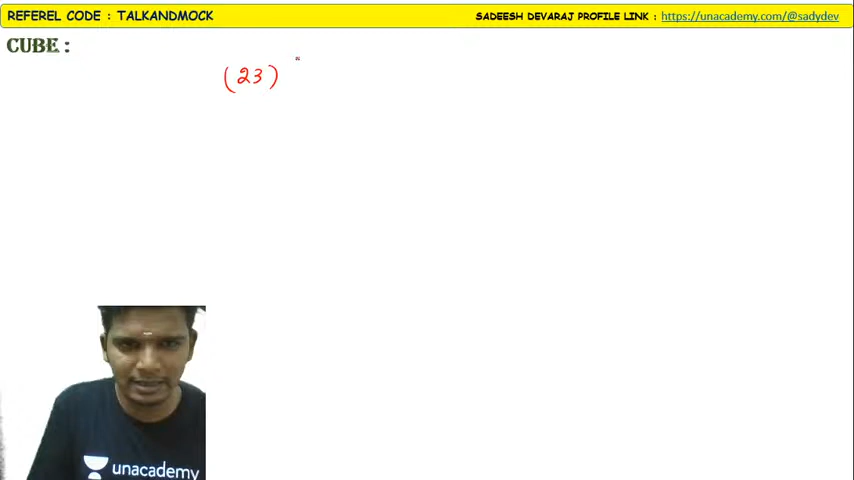 REFEREL CODE : TALKANDMOCK
SADEESH DEVARAJ PROFILE LINK : https://unacademy.com/@sadydev
CUBE :
(23)
unacademy